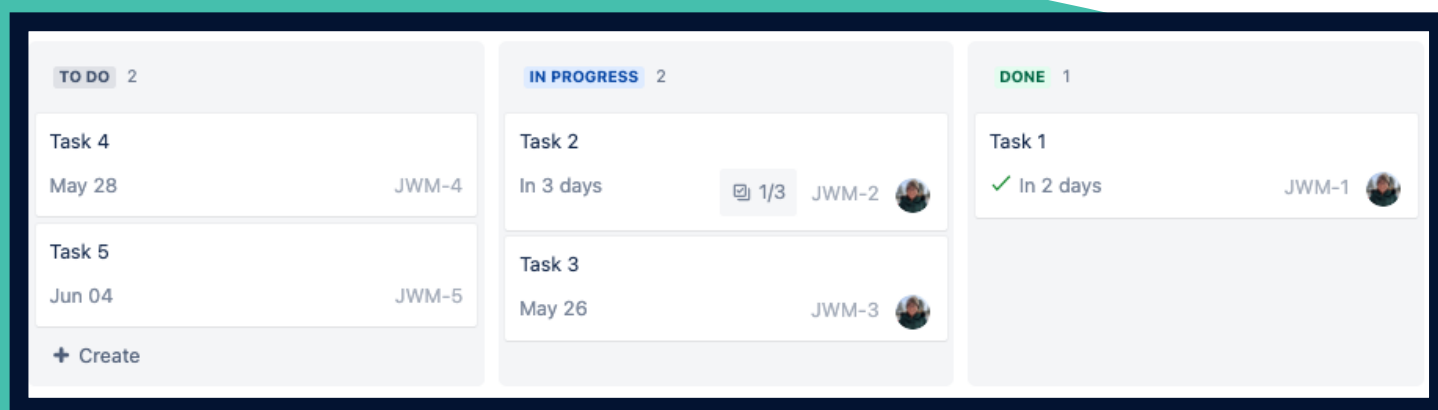 TO DO 2
Task 4
May 28 JWM-4
Task 5
Jun 04 JWM-5
+ Create
IN PROGRESS 2
Task 2
In 3 days 1/3 JWM-2
Task 3
May 26 JWM-3
DONE 1
Task 1
In 2 days JWM-1